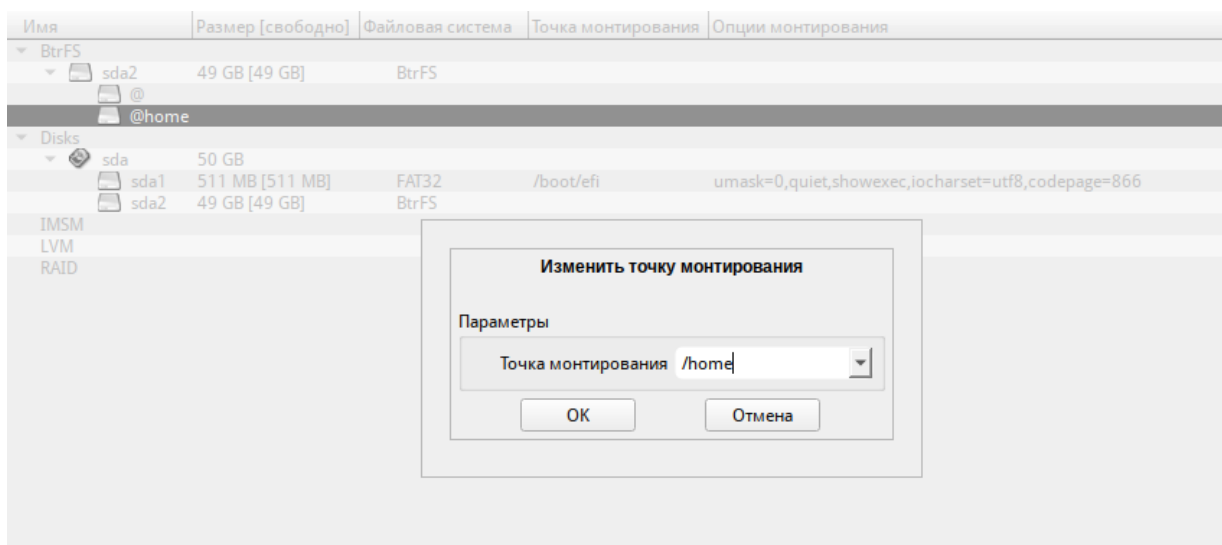 Имя Размер [свободно] Файловая система Точка монтирования Опции монтирования
BtrFS
sda2 49 GB [49 GB] BtrFS
@
@home
Disks
sda 50 GB
sda1 511 MB [511 MB] FAT32 /boot/efi umask=0,quiet,showexec,iocharset=utf8,codepage=866
sda2 49 GB [49 GB] BtrFS
IMSM
LVM
RAID
Изменить точку монтирования
Параметры
Точка монтирования /home
OK Отмена